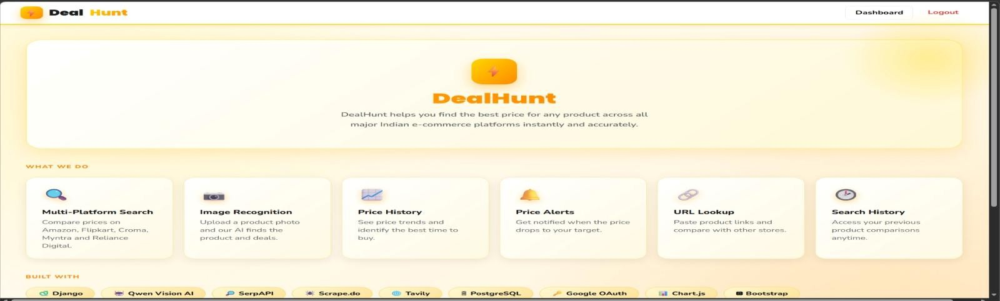 Deal Hunt
Dashboard
Logout
DealHunt
DealHunt helps you find the best price for any product across all
major Indian e-commerce platforms instantly and accurately.
WHAT WE DO
Multi-Platform Search
Compare prices on
Amazon, Flipkart, Croma,
Myntra and Reliance
Digital.
Image Recognition
Upload a product photo
and our AI finds the
product and deals.
Price History
See price trends and
identify the best time to
buy.
Price Alerts
Get notified when the price
drops to your target.
URL Lookup
Paste product links and
compare with other stores.
Search History
Access your previous
product comparisons
anytime.
BUILT WITH
Django
Qwen Vision AI
SerpAPI
Scrape.do
Tavily
PostgreSQL
Google OAuth
Chart.js
Bootstrap